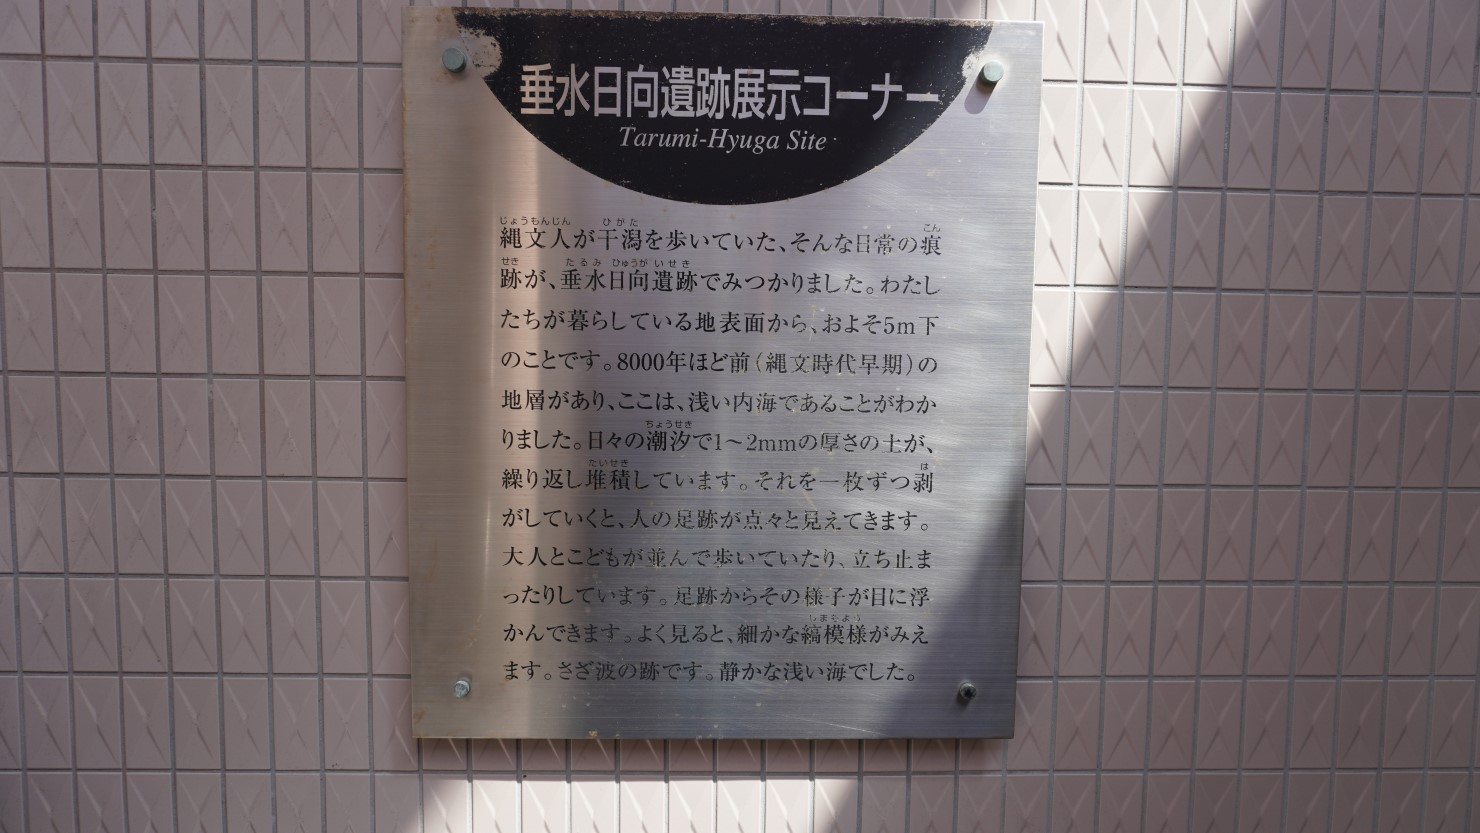 垂水日向遺跡展示コーナー
Tarumi-Hyuga Site
じょうもんじん ひがた こん
縄文人が干潟を歩いていた、そんな日常の痕
せき たるみ ひゅうが いせき
跡が、垂水日向遺跡でみつかりました。わたし
たちが暮らしている地表面から、およそ5m下
のことです。8000年ほど前(縄文時代早期)の
地層があり、ここは、浅い内海であることがわか
ちょうせき
りました。日々の潮汐で1〜2mmの厚さの土が、
たいせき は
繰り返し堆積しています。それを一枚ずつ剥
がしていくと、人の足跡が点々と見えてきます。
大人とこどもが並んで歩いていたり、立ち止ま
ったりしています。足跡からその様子が目に浮
しまもよう
かんできます。よく見ると、細かな縞模様がみえ
ます。さざ波の跡です。静かな浅い海でした。